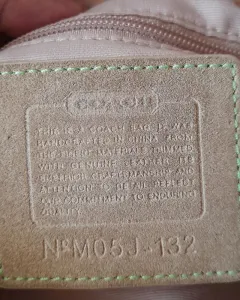 COACH
THIS IS A COACH BAG. IT WAS
HANDCRAFTED IN CHINA FROM
THE FINEST MATERIALS TRIMMED
WITH GENUINE LEATHER. ITS
SUPERIOR CRAFTSMANSHIP AND
ATTENTION TO DETAIL REFLECT
OUR COMMITMENT TO ENDURING
QUALITY.
Nº M05J-132